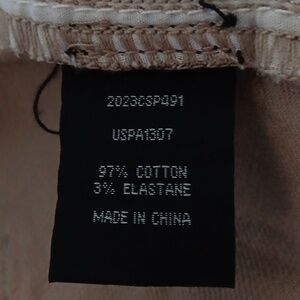 2023CSP491
USPA1307
97% COTTON
3% ELASTANE
MADE IN CHINA